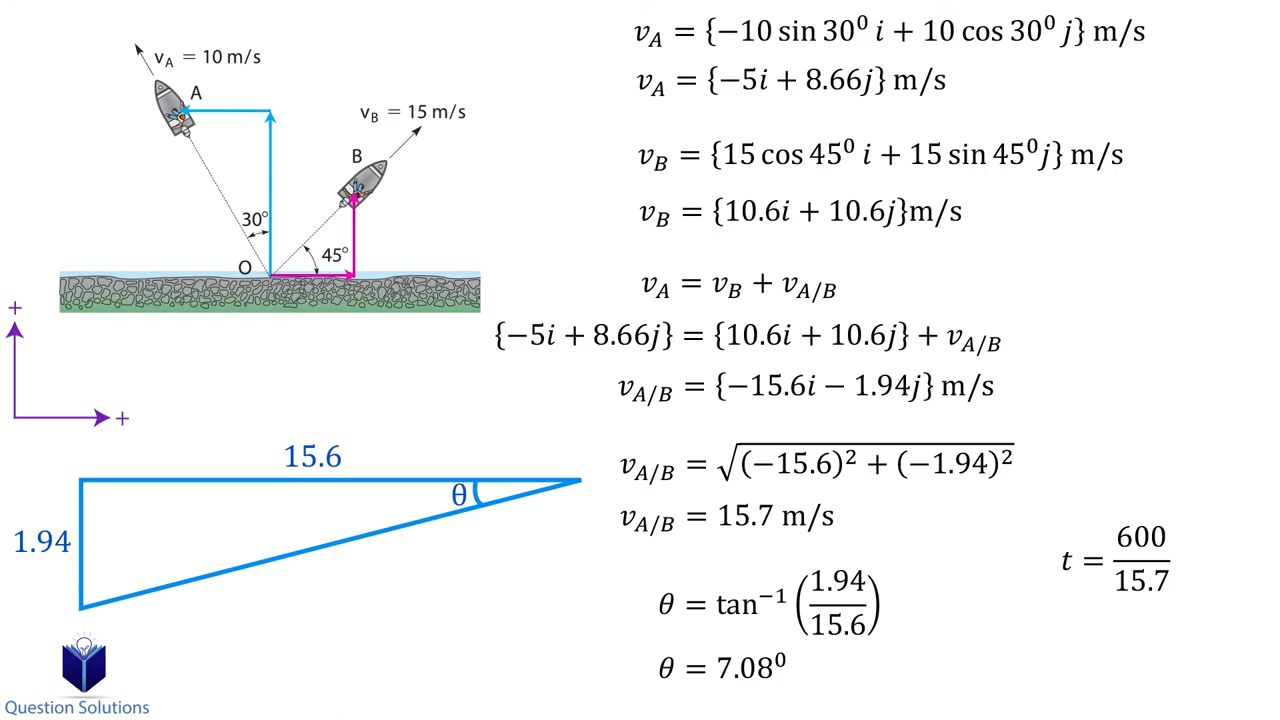 v_A = 10 m/s
A
v_B = 15 m/s
B
30°
45°
O
+
+
15.6
θ
1.94
Question Solutions
v_A = {−10 sin 30⁰ i + 10 cos 30⁰ j} m/s
v_A = {−5i + 8.66j} m/s
v_B = {15 cos 45⁰ i + 15 sin 45⁰j} m/s
v_B = {10.6i + 10.6j}m/s
v_A = v_B + v_A/B
{−5i + 8.66j} = {10.6i + 10.6j} + v_A/B
v_A/B = {−15.6i − 1.94j} m/s
v_A/B = √(−15.6)² + (−1.94)²
v_A/B = 15.7 m/s
θ = tan⁻¹ (1.94/15.6)
θ = 7.08⁰
t = 600/15.7